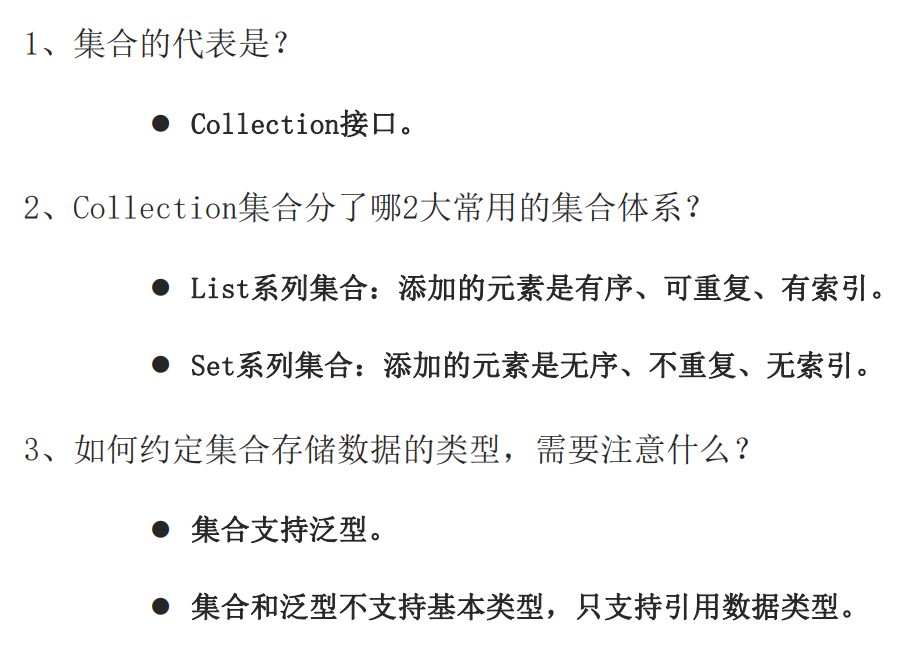 1、集合的代表是？
● Collection接口。
2、Collection集合分了哪2大常用的集合体系？
● List系列集合：添加的元素是有序、可重复、有索引。
● Set系列集合：添加的元素是无序、不重复、无索引。
3、如何约定集合存储数据的类型，需要注意什么？
● 集合支持泛型。
● 集合和泛型不支持基本类型，只支持引用数据类型。